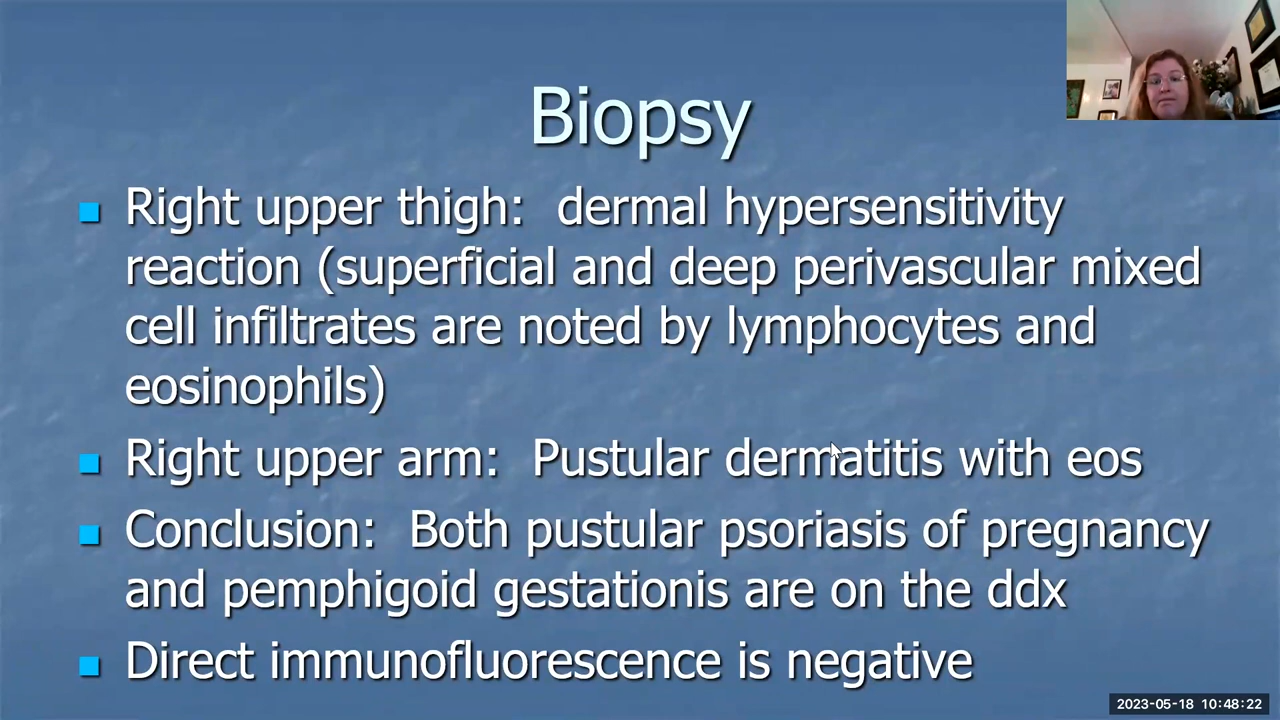 Biopsy
Right upper thigh: dermal hypersensitivity
reaction (superficial and deep perivascular mixed
cell infiltrates are noted by lymphocytes and
eosinophils)
Right upper arm: Pustular dermatitis with eos
Conclusion: Both pustular psoriasis of pregnancy
and pemphigoid gestationis are on the ddx
Direct immunofluorescence is negative
2023-05-18 10:48:22